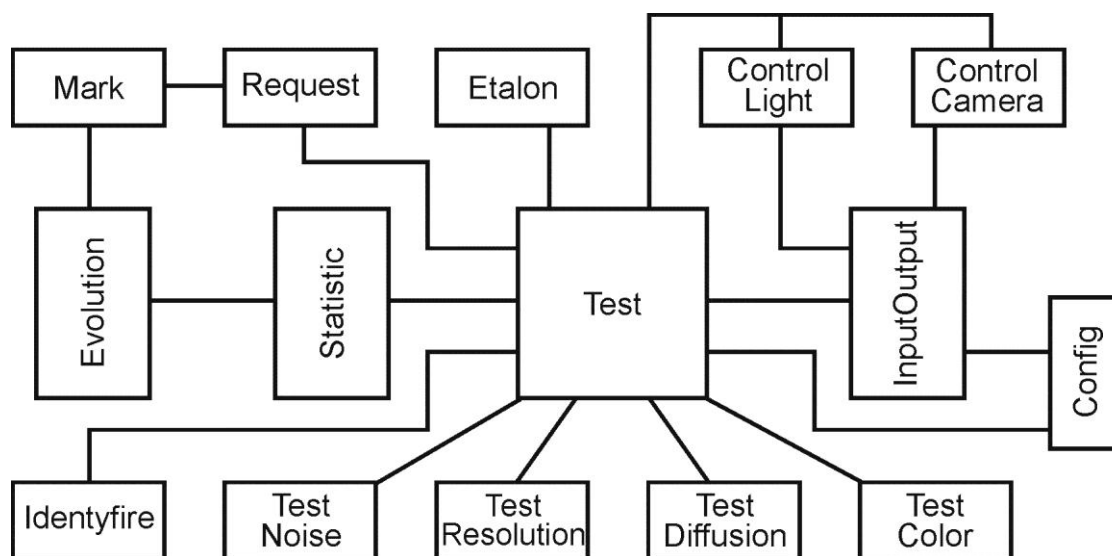 Mark
Request
Etalon
Control
Light
Control
Camera
Evolution
Statistic
Test
InputOutput
Config
Identyfire
Test
Noise
Test
Resolution
Test
Diffusion
Test
Color